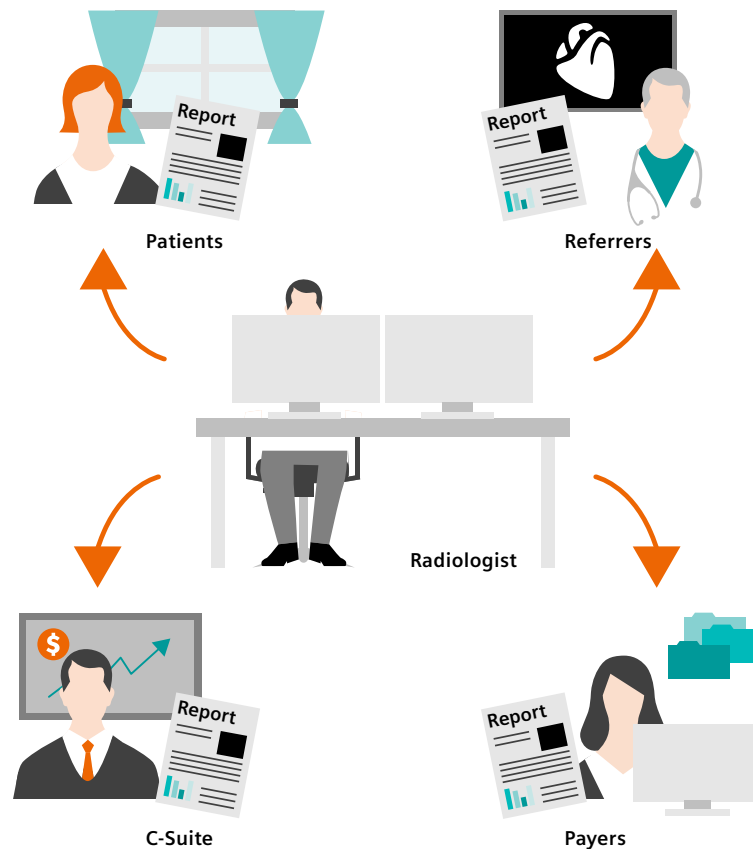 Report
Report
Patients
Referrers
Radiologist
$
Report
Report
C-Suite
Payers